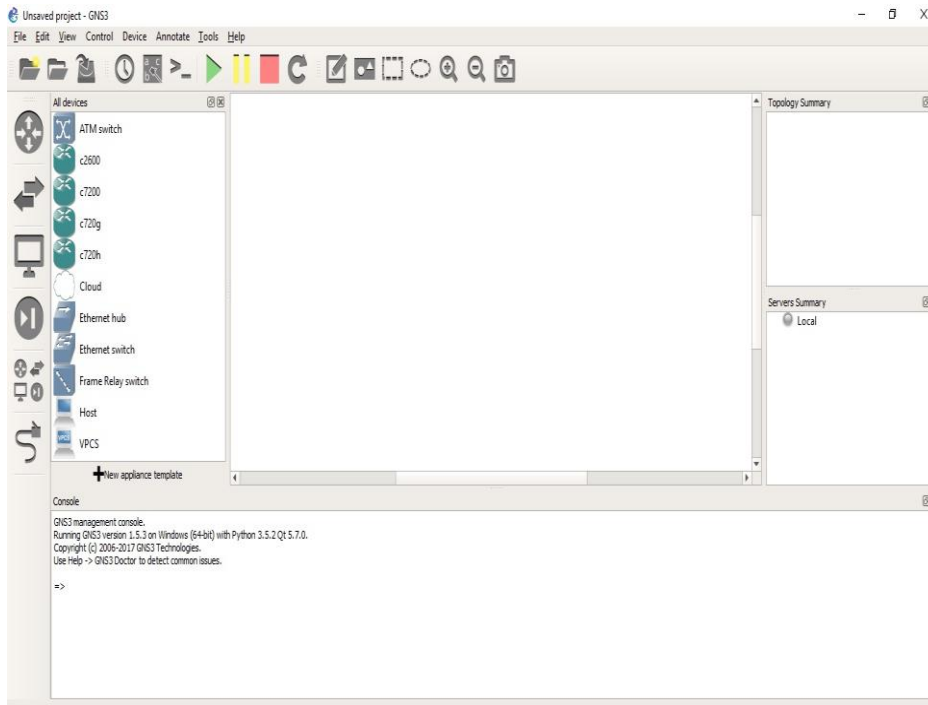 Unsaved project - GNS3
File Edit View Control Device Annotate Tools Help
All devices
ATM switch
c2600
c7200
c720g
c720h
Cloud
Ethernet hub
Ethernet switch
Frame Relay switch
Host
VPCS
New appliance template
Topology Summary
Servers Summary
Local
Console
GNS3 management console.
Running GNS3 version 1.5.3 on Windows (64-bit) with Python 3.5.2 Qt 5.7.0.
Copyright (c) 2006-2017 GNS3 Technologies.
Use Help -> GNS3 Doctor to detect common issues.
=>